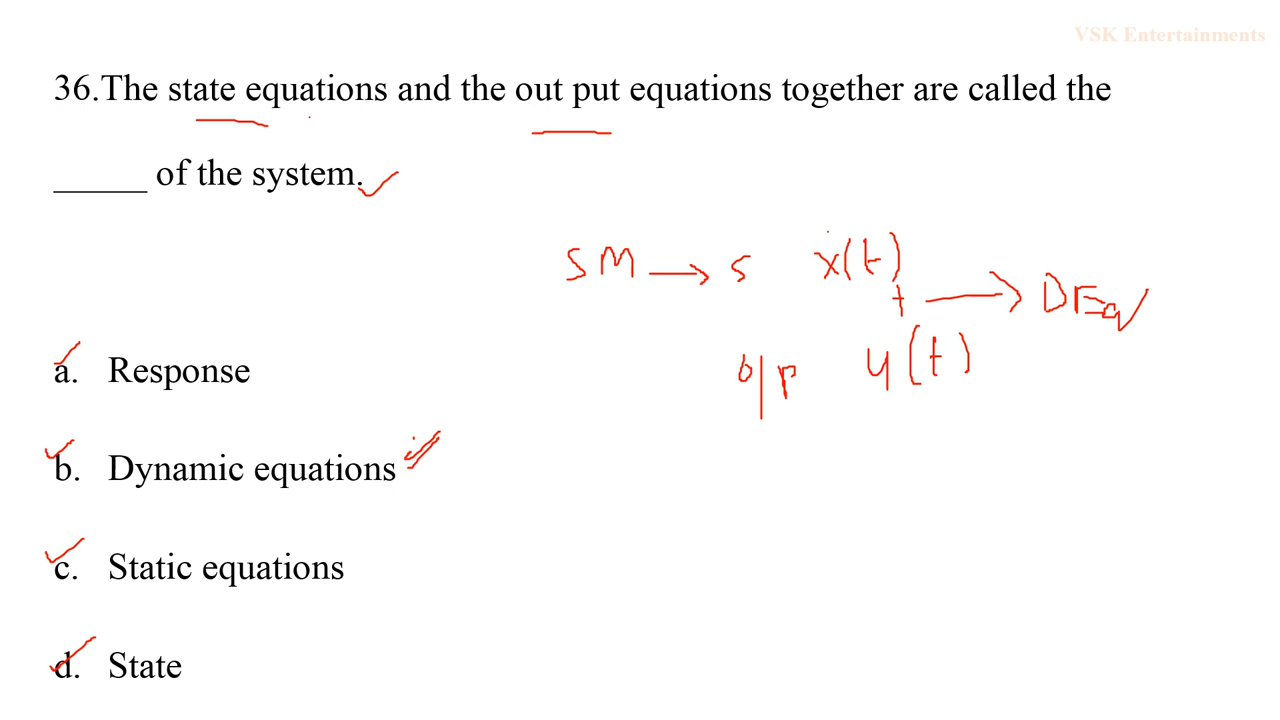 VSK Entertainments
36.The state equations and the out put equations together are called the
_____ of the system.
SM → S ẋ(t)
+ → DEq
o/p y(t)
a. Response
b. Dynamic equations
c. Static equations
d. State